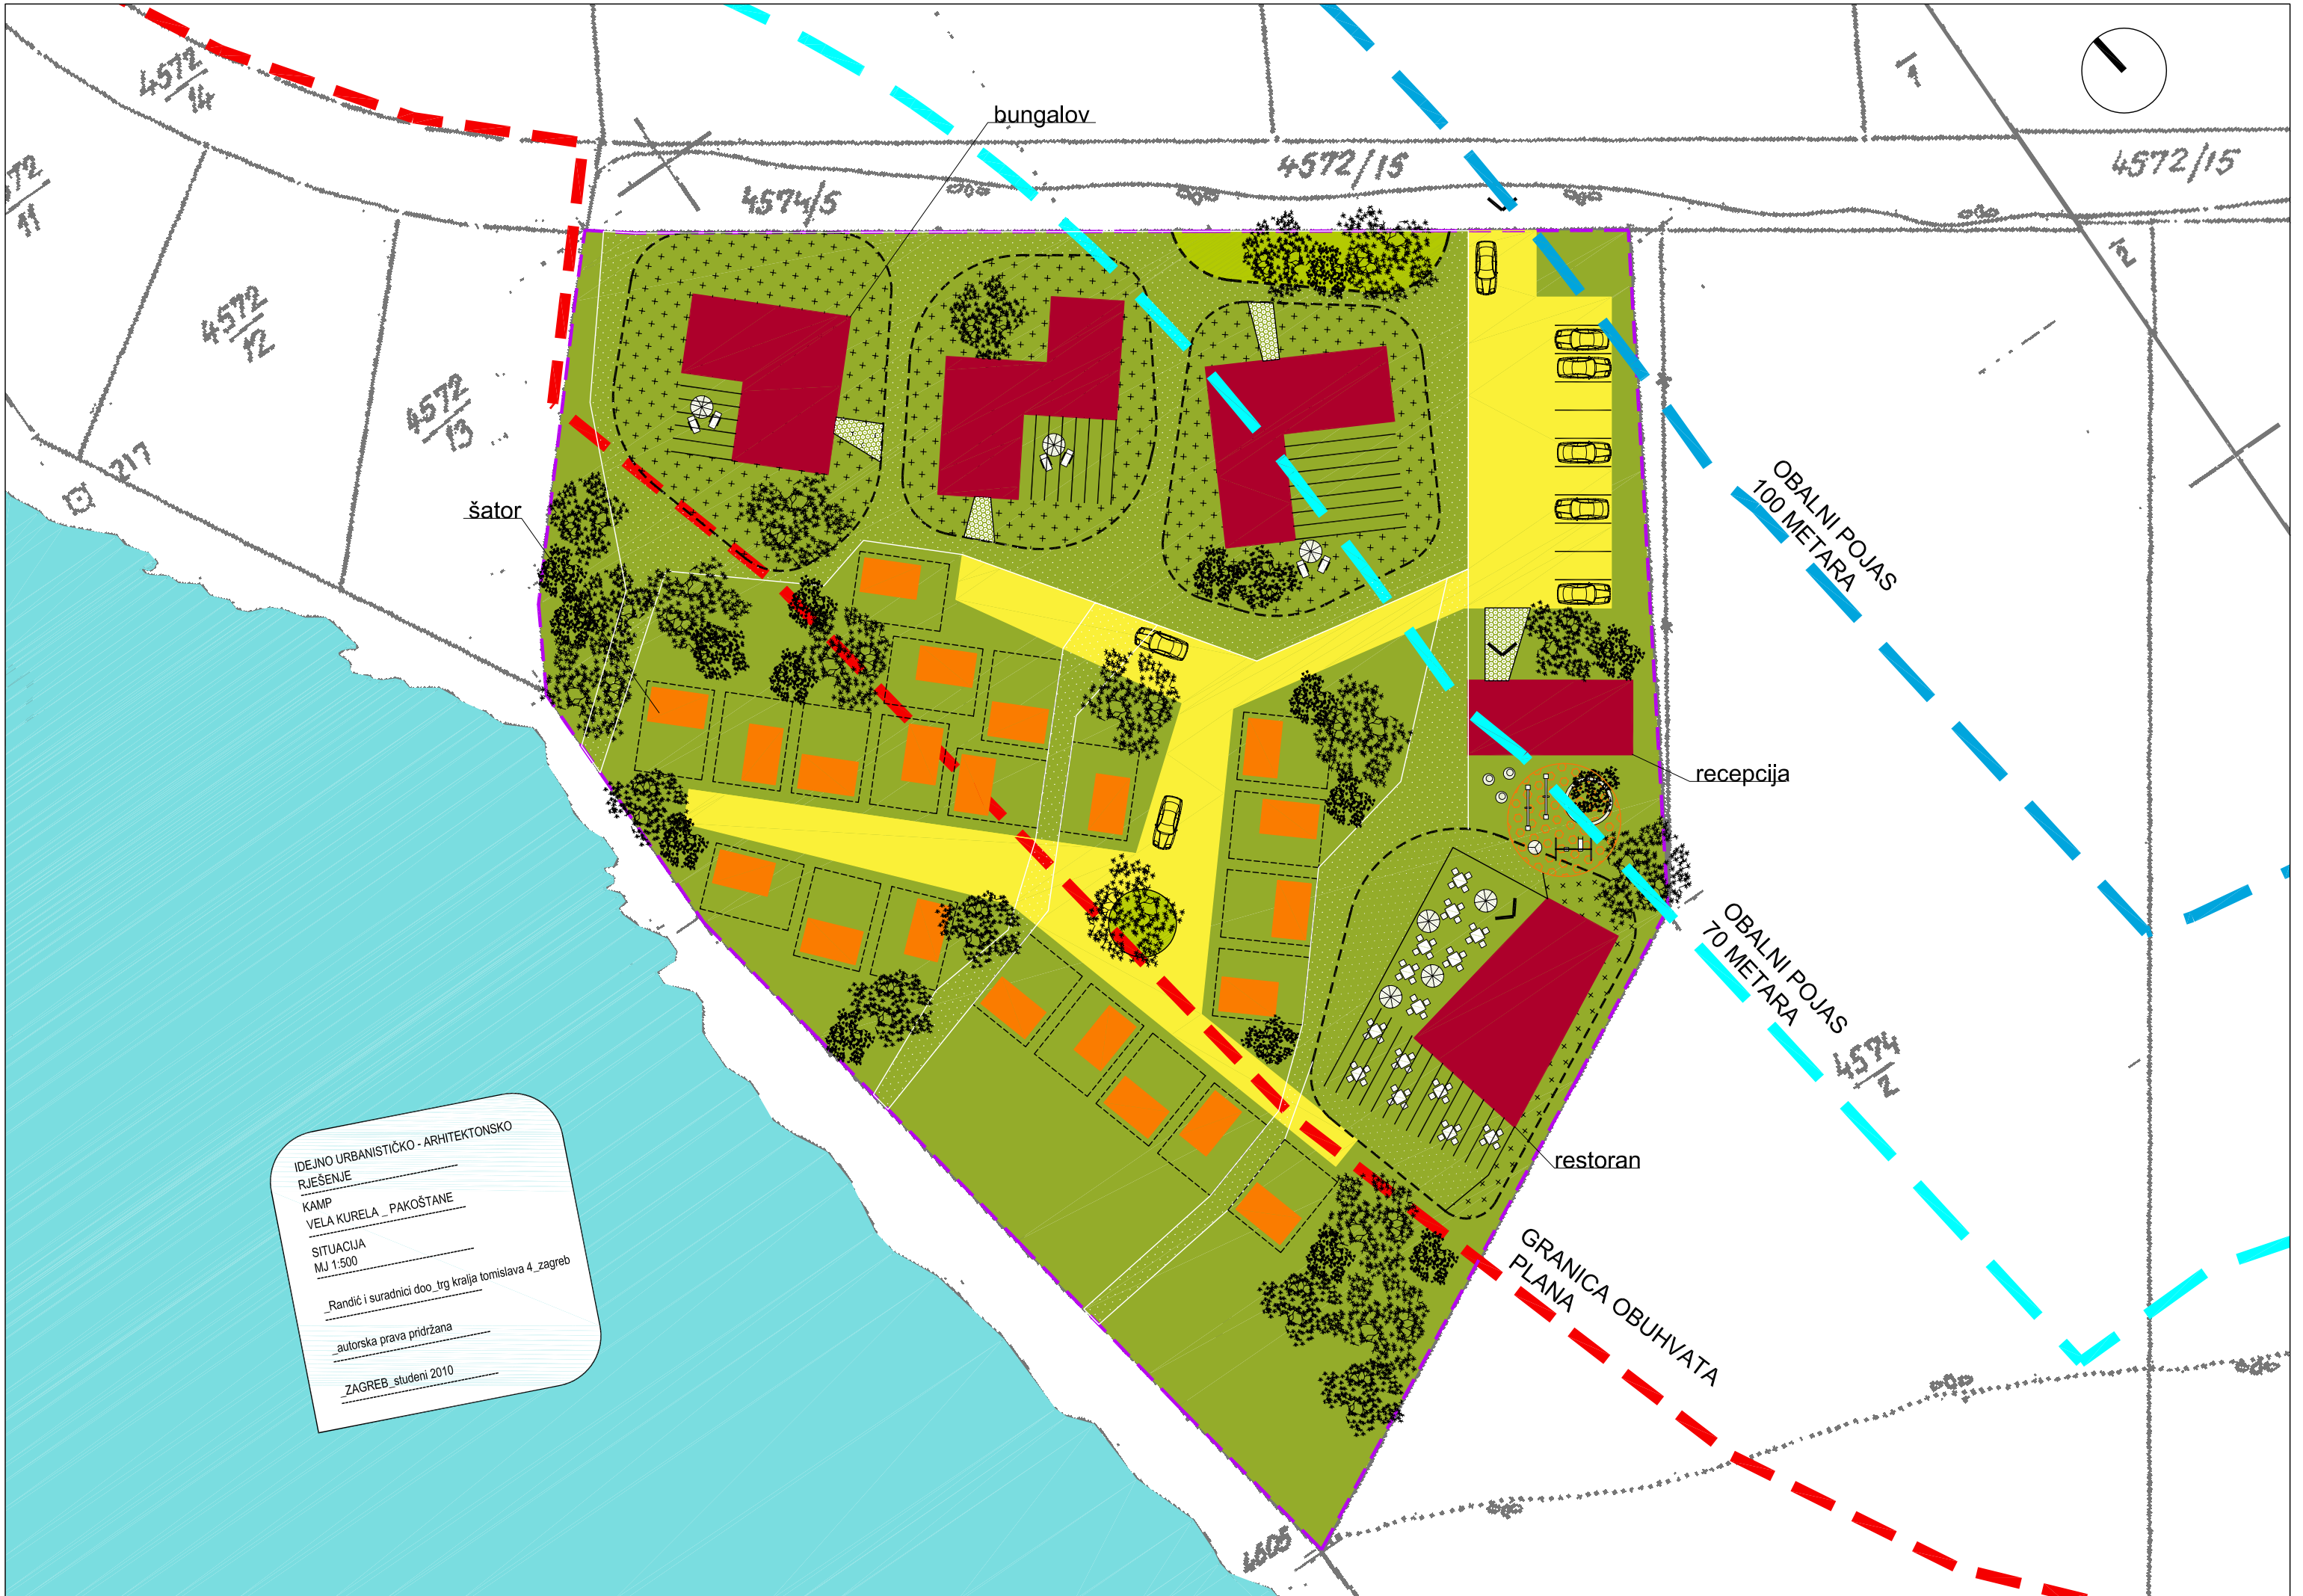 4572
14
bungalov
4572/15
4572/15
4574/5
72
11
4572
12
4572
13
217
šator
OBALNI POJAS
100 METARA
recepcija
OBALNI POJAS
70 METARA
4574
2
restoran
GRANICA OBUHVATA
PLANA
IDEJNO URBANISTIČKO - ARHITEKTONSKO
RJEŠENJE
KAMP
VELA KURELA _ PAKOŠTANE
SITUACIJA
MJ 1:500
_Randić i suradnici doo_trg kralja tomislava 4_zagreb
_autorska prava pridržana
_ZAGREB_studeni 2010
4605